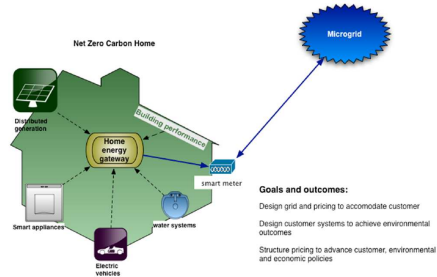 Microgrid
Net Zero Carbon Home
Distributed
generation
Building performance
Home
energy
gateway
smart meter
Smart appliances
water systems
Electric
vehicles
Goals and outcomes:
Design grid and pricing to accomodate customer
Design customer systems to achieve environmental
outcomes
Structure pricing to advance customer, environmental
and economic policies